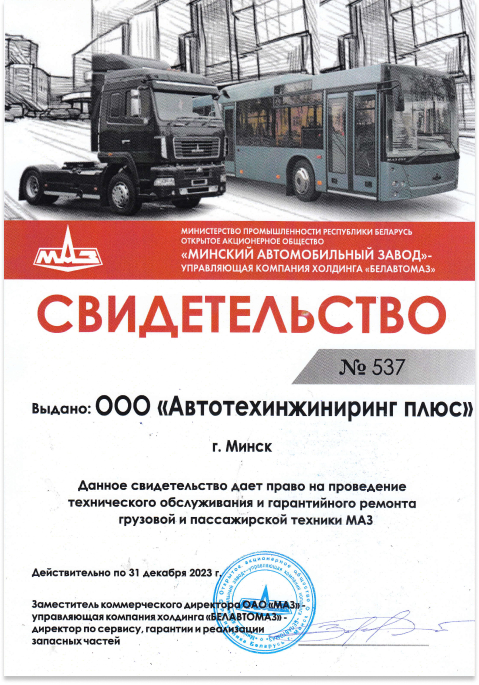 МАЗ
МИНИСТЕРСТВО ПРОМЫШЛЕННОСТИ РЕСПУБЛИКИ БЕЛАРУСЬ
ОТКРЫТОЕ АКЦИОНЕРНОЕ ОБЩЕСТВО
«МИНСКИЙ АВТОМОБИЛЬНЫЙ ЗАВОД»-
УПРАВЛЯЮЩАЯ КОМПАНИЯ ХОЛДИНГА «БЕЛАВТОМАЗ»
СВИДЕТЕЛЬСТВО
№ 537
Выдано: ООО «Автотехинжиниринг плюс»
г. Минск
Данное свидетельство дает право на проведение
технического обслуживания и гарантийного ремонта
грузовой и пассажирской техники МАЗ
Действительно по 31 декабря 2023 г.
Заместитель коммерческого директора ОАО «МАЗ» -
управляющая компания холдинга «БЕЛАВТОМАЗ» -
директор по сервису, гарантии и реализации
запасных частей